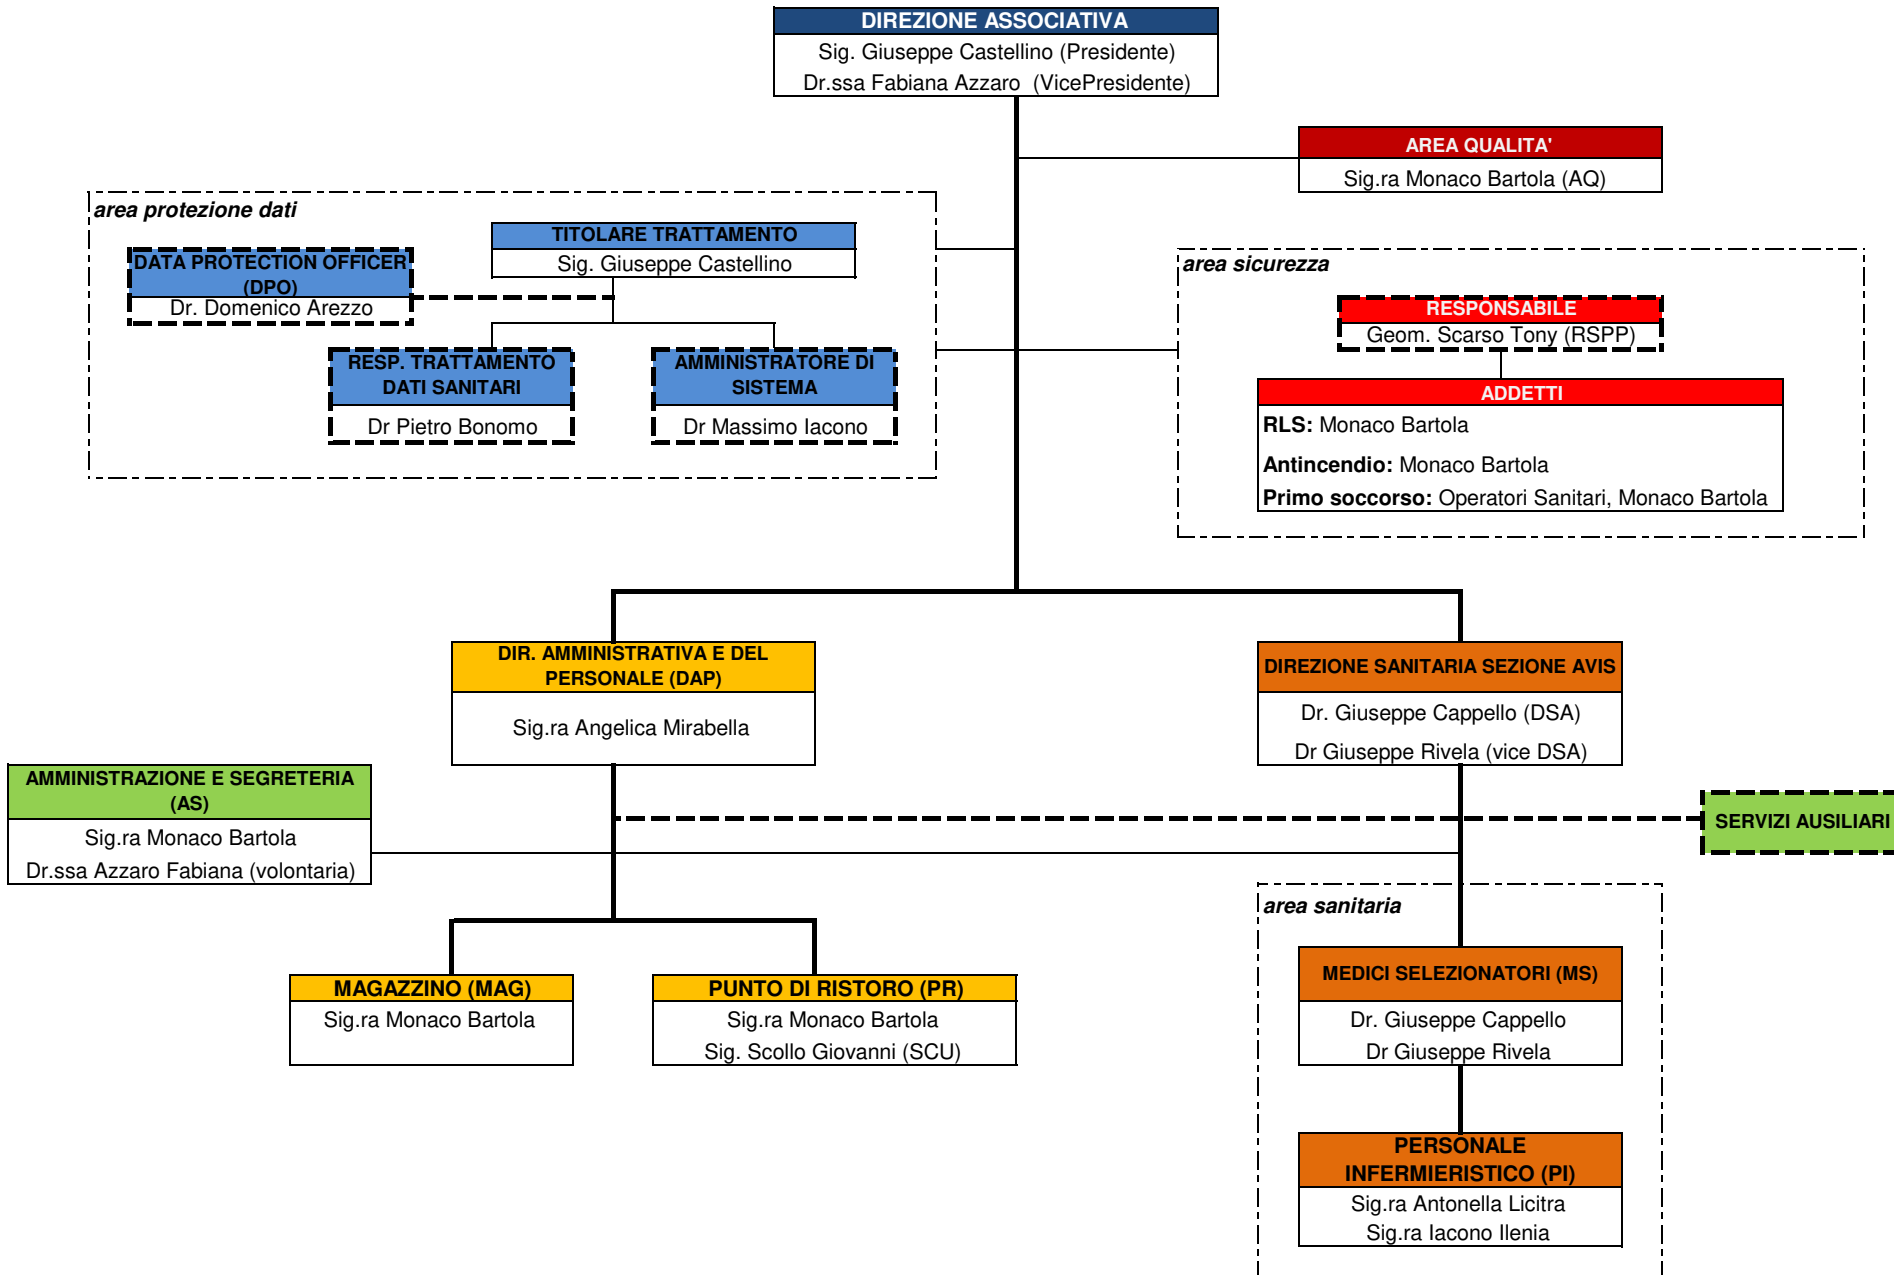 DIREZIONE ASSOCIATIVA
Sig. Giuseppe Castellino (Presidente)
Dr.ssa Fabiana Azzaro (VicePresidente)
AREA QUALITA'
Sig.ra Monaco Bartola (AQ)
area protezione dati
TITOLARE TRATTAMENTO
Sig. Giuseppe Castellino
DATA PROTECTION OFFICER
(DPO)
Dr. Domenico Arezzo
RESP. TRATTAMENTO
DATI SANITARI
Dr Pietro Bonomo
AMMINISTRATORE DI
SISTEMA
Dr Massimo Iacono
area sicurezza
RESPONSABILE
Geom. Scarso Tony (RSPP)
ADDETTI
RLS: Monaco Bartola
Antincendio: Monaco Bartola
Primo soccorso: Operatori Sanitari, Monaco Bartola
DIR. AMMINISTRATIVA E DEL
PERSONALE (DAP)
Sig.ra Angelica Mirabella
DIREZIONE SANITARIA SEZIONE AVIS
Dr. Giuseppe Cappello (DSA)
Dr Giuseppe Rivela (vice DSA)
AMMINISTRAZIONE E SEGRETERIA
(AS)
Sig.ra Monaco Bartola
Dr.ssa Azzaro Fabiana (volontaria)
SERVIZI AUSILIARI
MAGAZZINO (MAG)
Sig.ra Monaco Bartola
PUNTO DI RISTORO (PR)
Sig.ra Monaco Bartola
Sig. Scollo Giovanni (SCU)
area sanitaria
MEDICI SELEZIONATORI (MS)
Dr. Giuseppe Cappello
Dr Giuseppe Rivela
PERSONALE
INFERMIERISTICO (PI)
Sig.ra Antonella Licitra
Sig.ra Iacono Ilenia